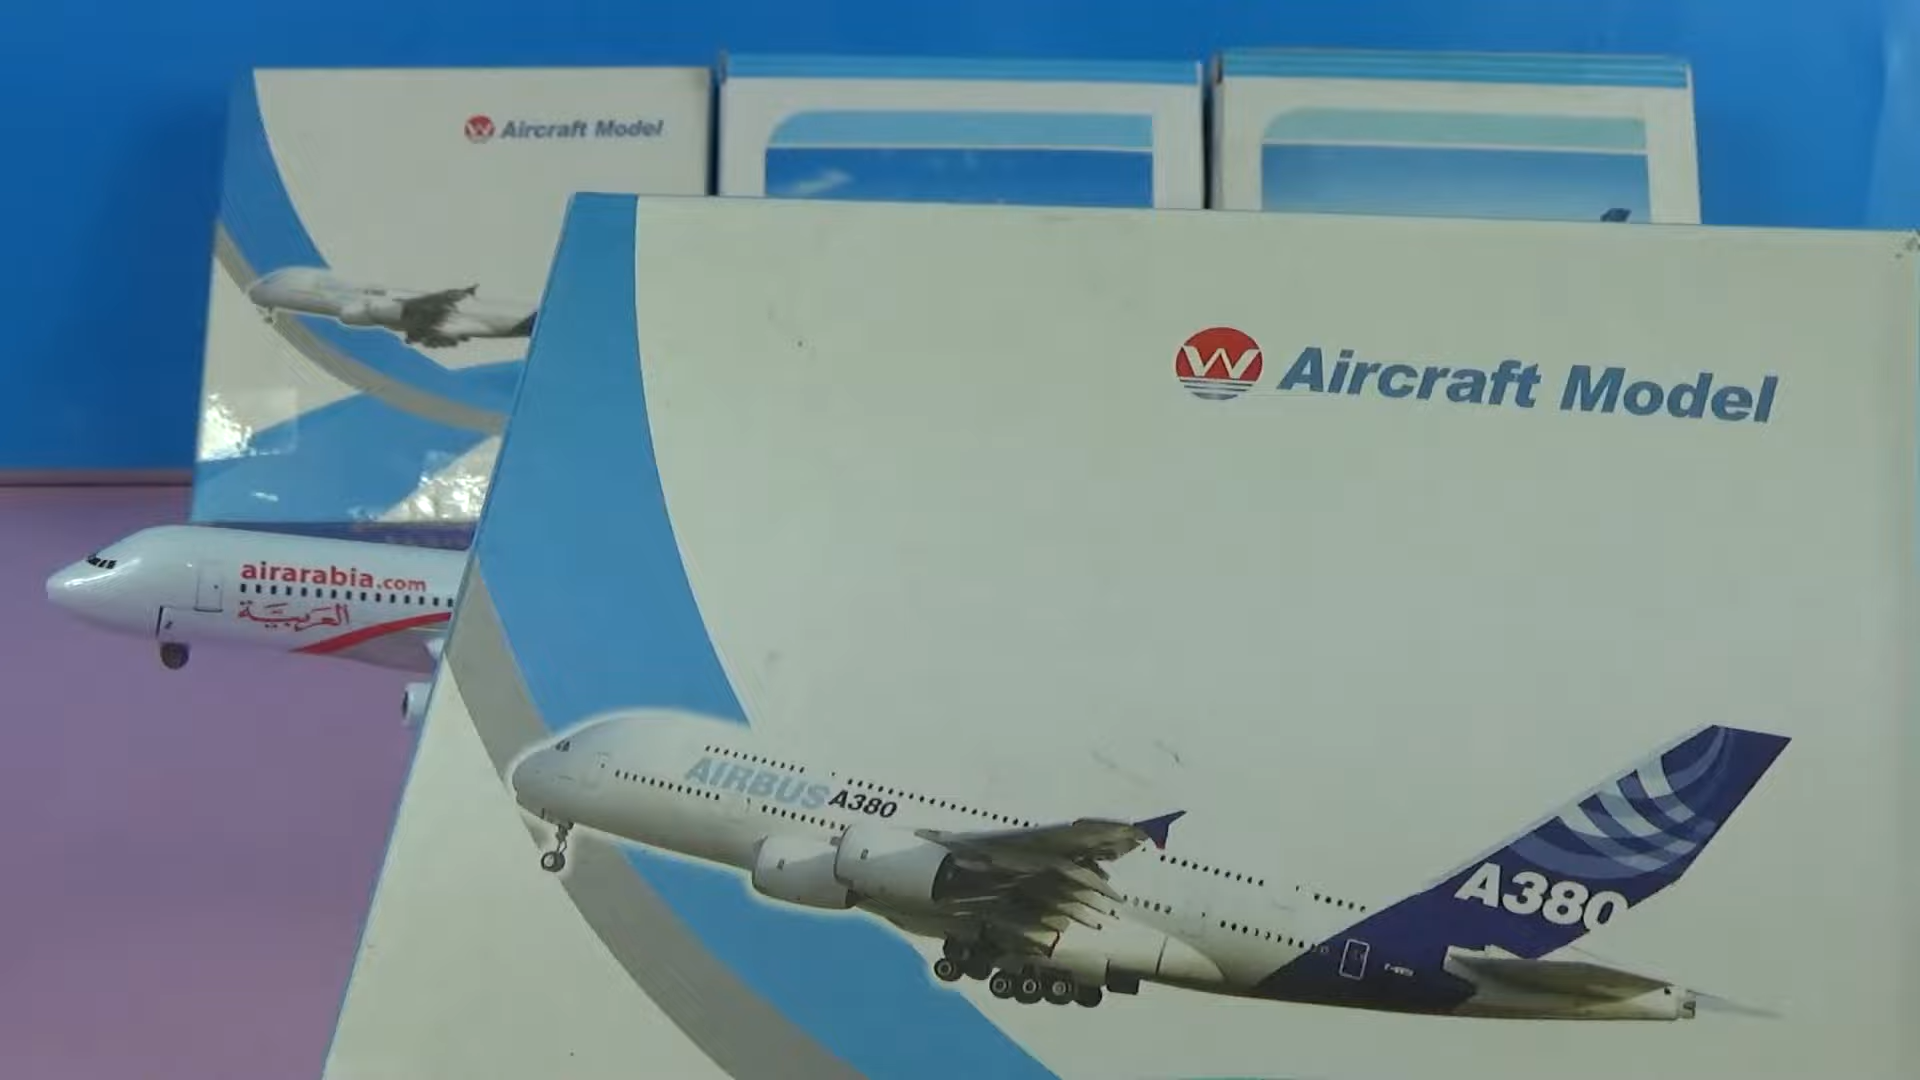 W Aircraft Model
W Aircraft Model
airarabia.com
العربية
AIRBUS A380
A380